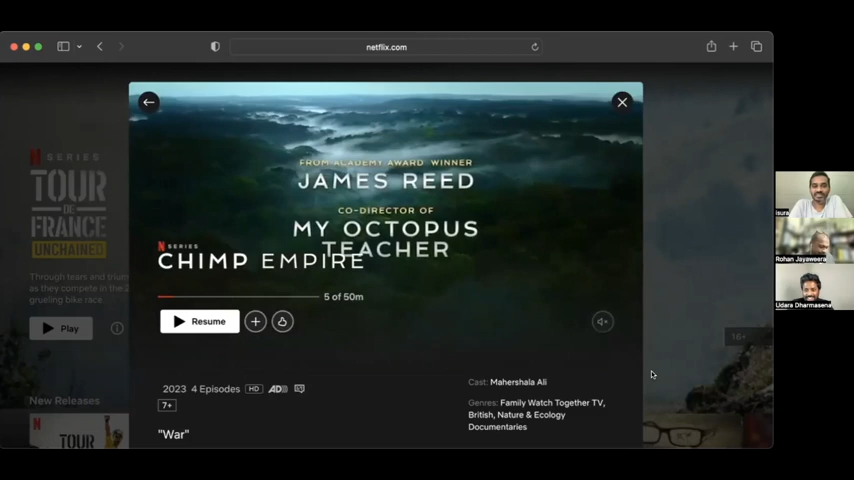 netflix.com
FROM ACADEMY AWARD WINNER
JAMES REED
CO-DIRECTOR OF
MY OCTOPUS
TEACHER
N SERIES
CHIMP EMPIRE
5 of 50m
Resume
2023 4 Episodes HD AD
7+
"War"
Cast: Mahershala Ali
Genres: Family Watch Together TV,
British, Nature & Ecology
Documentaries
N SERIES
TOUR
DE
FRANCE
UNCHAINED
Through tears and trium
as they compete in the 2
grueling bike race.
Play
16+
New Releases
N
TOUR
Isura
Rohan Jayaweera
Udara Dharmasena